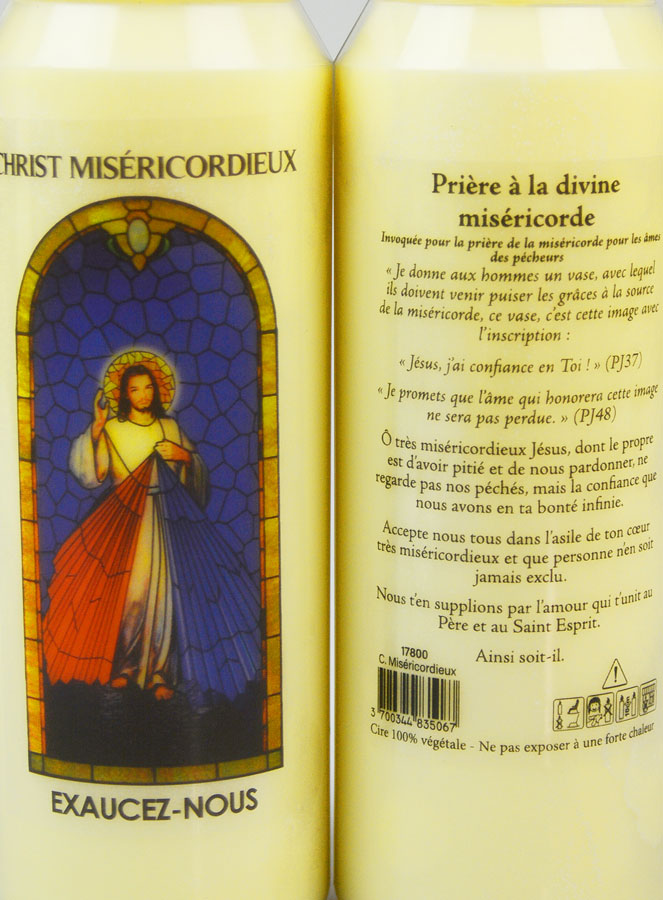 CHRIST MISÉRICORDIEUX
EXAUCEZ-NOUS
Prière à la divine
miséricorde
Invoquée pour la prière de la miséricorde pour les âmes
des pécheurs
« Je donne aux hommes un vase, avec lequel
ils doivent venir puiser les grâces à la source
de la miséricorde, ce vase, c'est cette image avec
l'inscription :
« Jésus, j'ai confiance en Toi ! » (PJ37)
« Je promets que l'âme qui honorera cette image
ne sera pas perdue. » (PJ48)
Ô très miséricordieux Jésus, dont le propre
est d'avoir pitié et de nous pardonner, ne
regarde pas nos péchés, mais la confiance que
nous avons en ta bonté infinie.
Accepte nous tous dans l'asile de ton cœur
très miséricordieux et que personne n'en soit
jamais exclu.
Nous t'en supplions par l'amour qui t'unit au
Père et au Saint Esprit.
Ainsi soit-il.
17800
C. Miséricordieux
3 700344 835067
Cire 100% végétale - Ne pas exposer à une forte chaleur